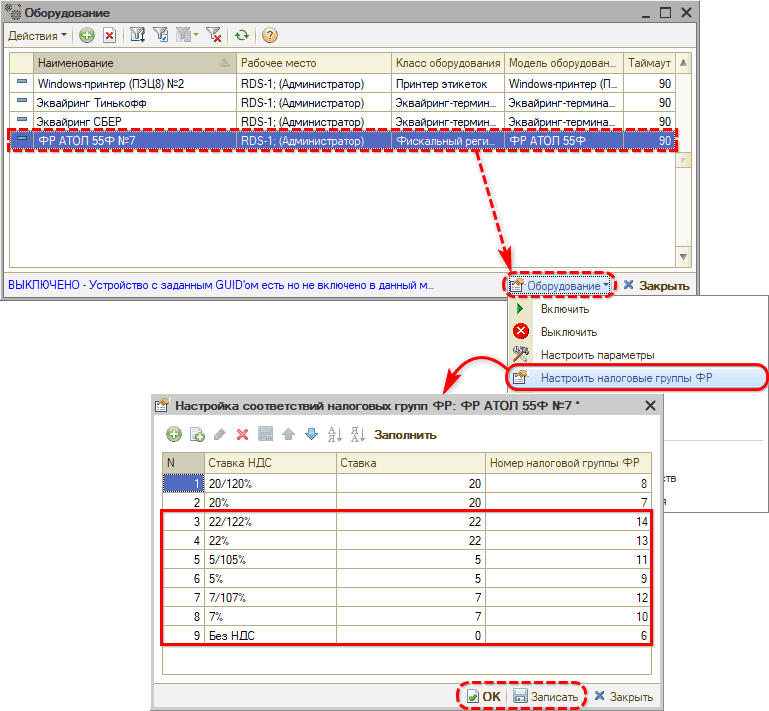 Оборудование
Действия
Наименование Рабочее место Класс оборудования Модель оборудован... Таймаут
Windows-принтер (ПЭЦ8) №2 RDS-1; (Администратор) Принтер этикеток Windows-принтер (П... 90
Эквайринг Тинькофф RDS-1; (Администратор) Эквайринг-термин... Эквайринг-термина... 90
Эквайринг СБЕР RDS-1; (Администратор) Эквайринг-термин... Эквайринг-термина... 90
ФР АТОЛ 55Ф №7 RDS-1; (Администратор) Фискальный реги... ФР АТОЛ 55Ф 90
ВЫКЛЮЧЕНО - Устройство с заданным GUID'ом есть но не включено в данный м... Оборудование Закрыть
Включить
Выключить
Настроить параметры
Настроить налоговые группы ФР
Настройка соответствий налоговых групп ФР: ФР АТОЛ 55Ф №7 *
Заполнить
N Ставка НДС Ставка Номер налоговой группы ФР
1 20/120% 20 8
2 20% 20 7
3 22/122% 22 14
4 22% 22 13
5 5/105% 5 11
6 5% 5 9
7 7/107% 7 12
8 7% 7 10
9 Без НДС 0 6
OK Записать Закрыть